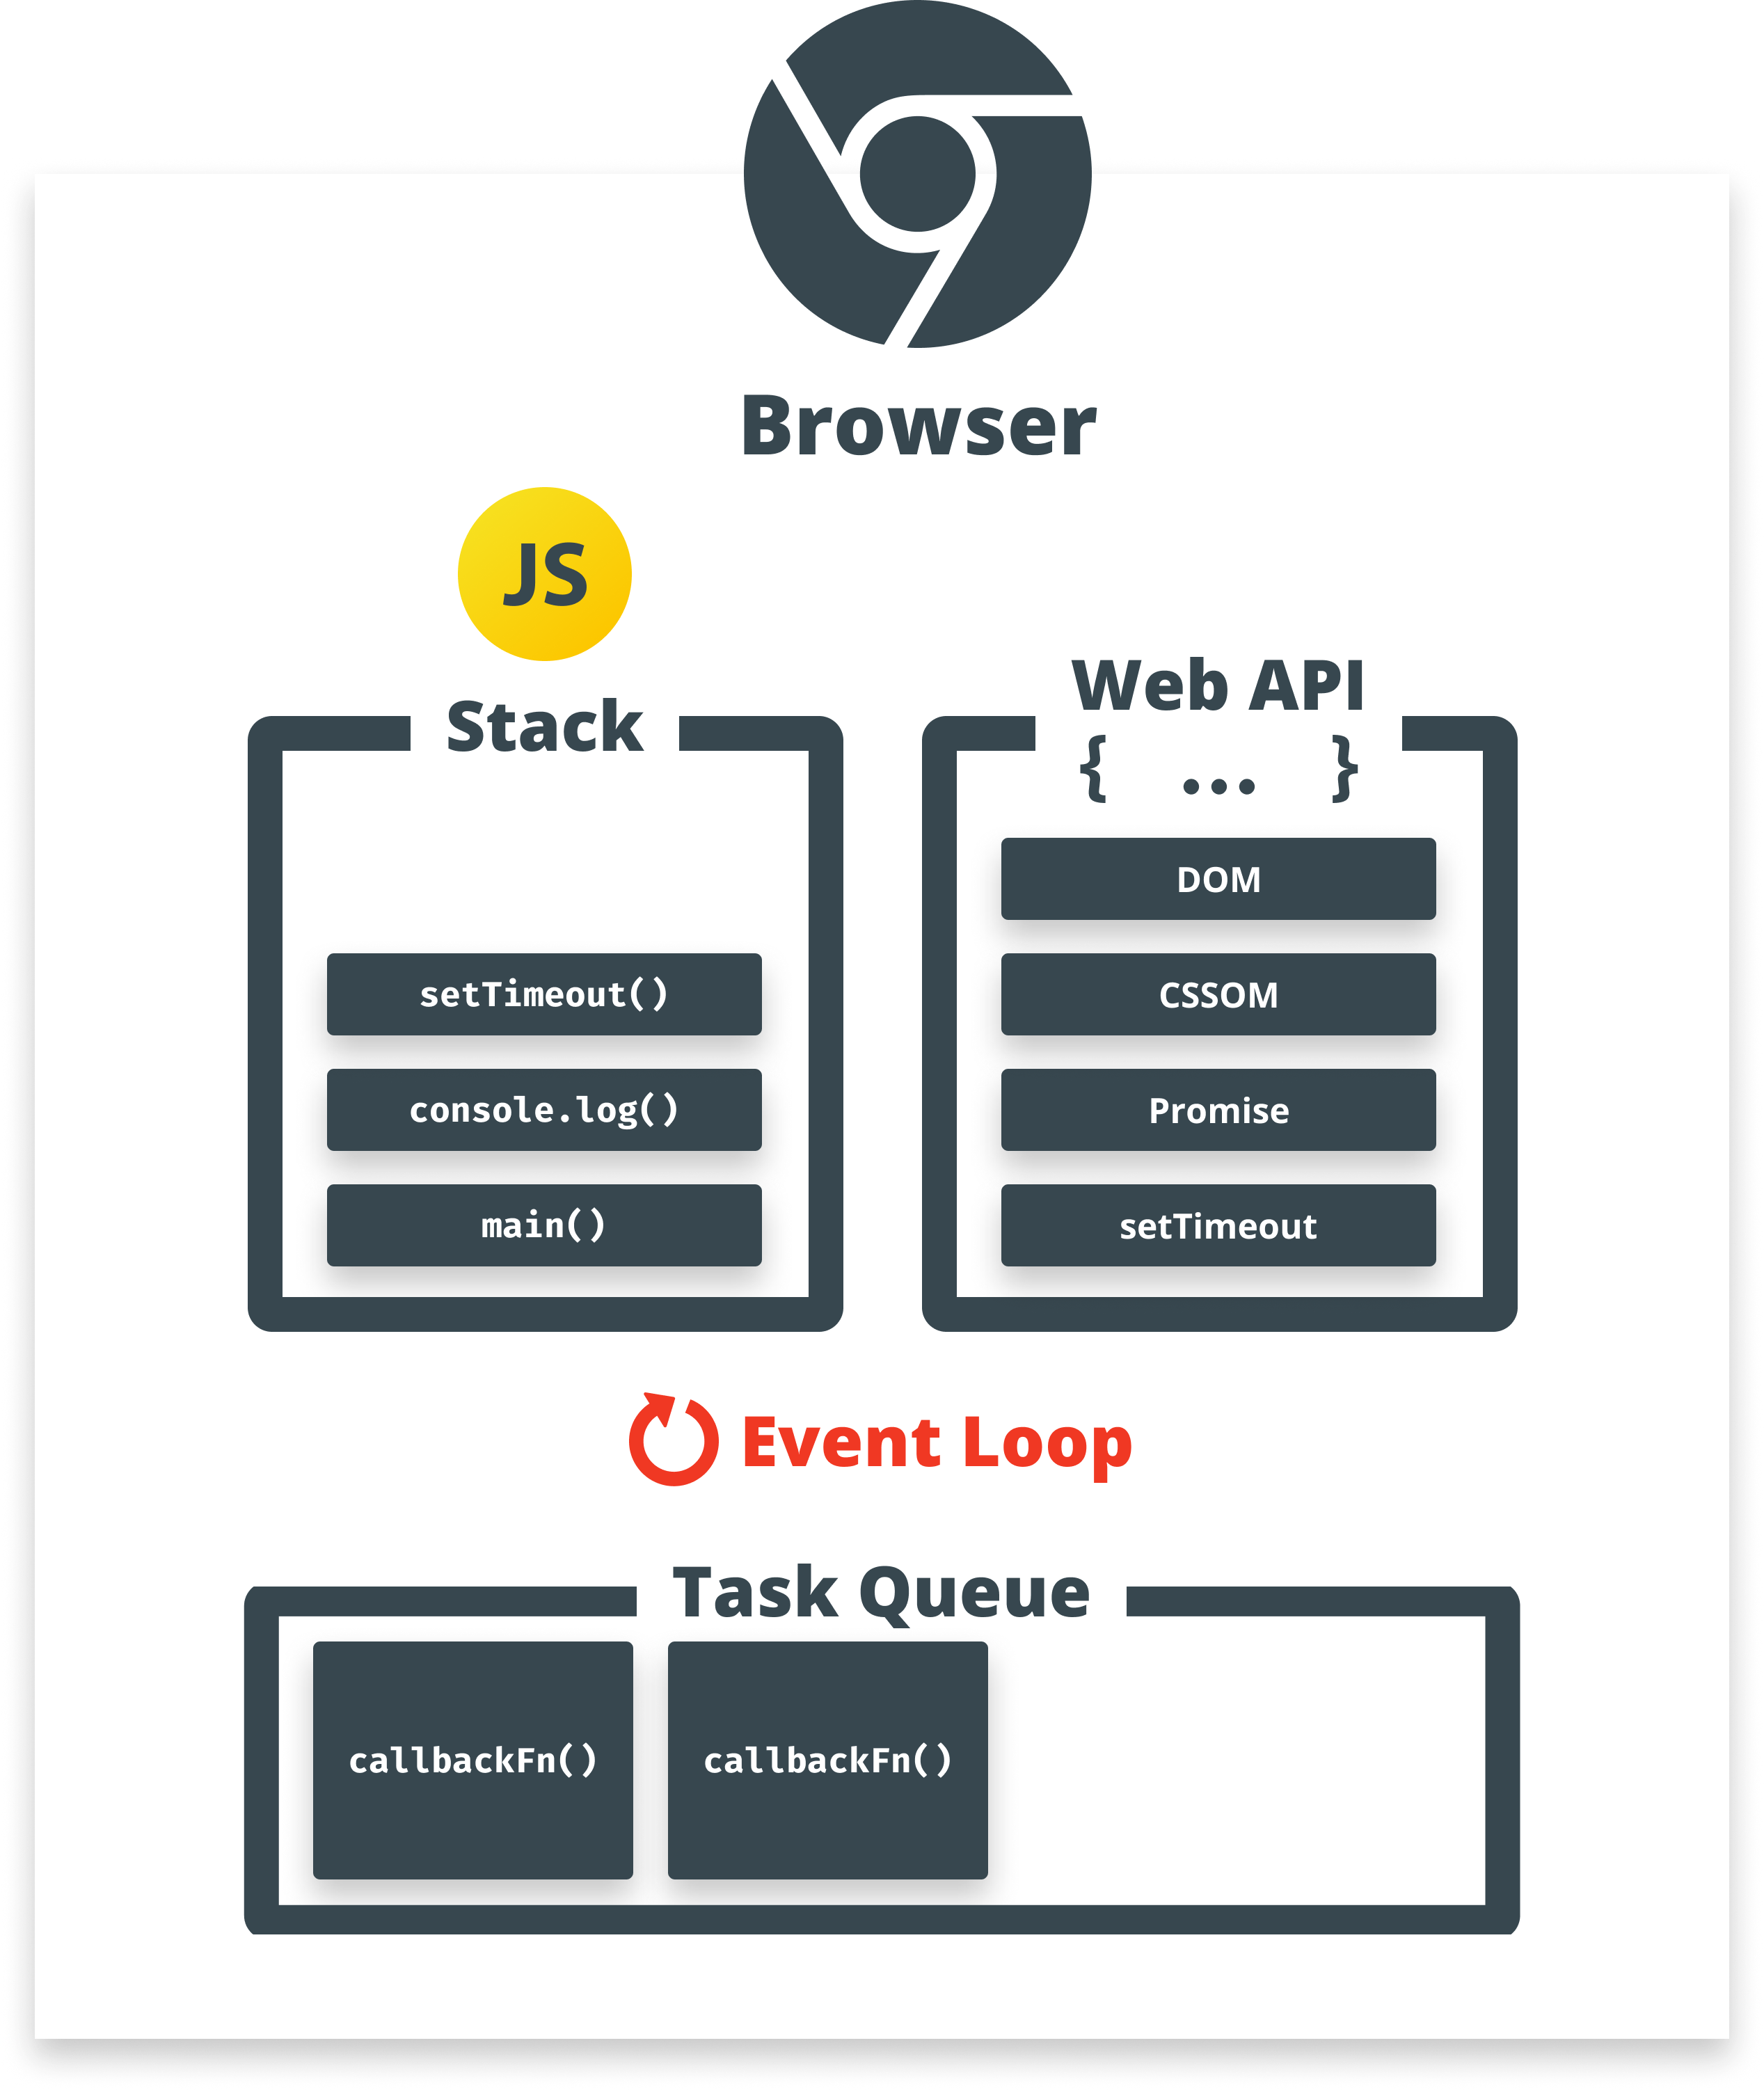 Browser
JS
Stack
setTimeout()
console.log()
main()
Web API
{ ... }
DOM
CSSOM
Promise
setTimeout
Event Loop
Task Queue
callbackFn()
callbackFn()